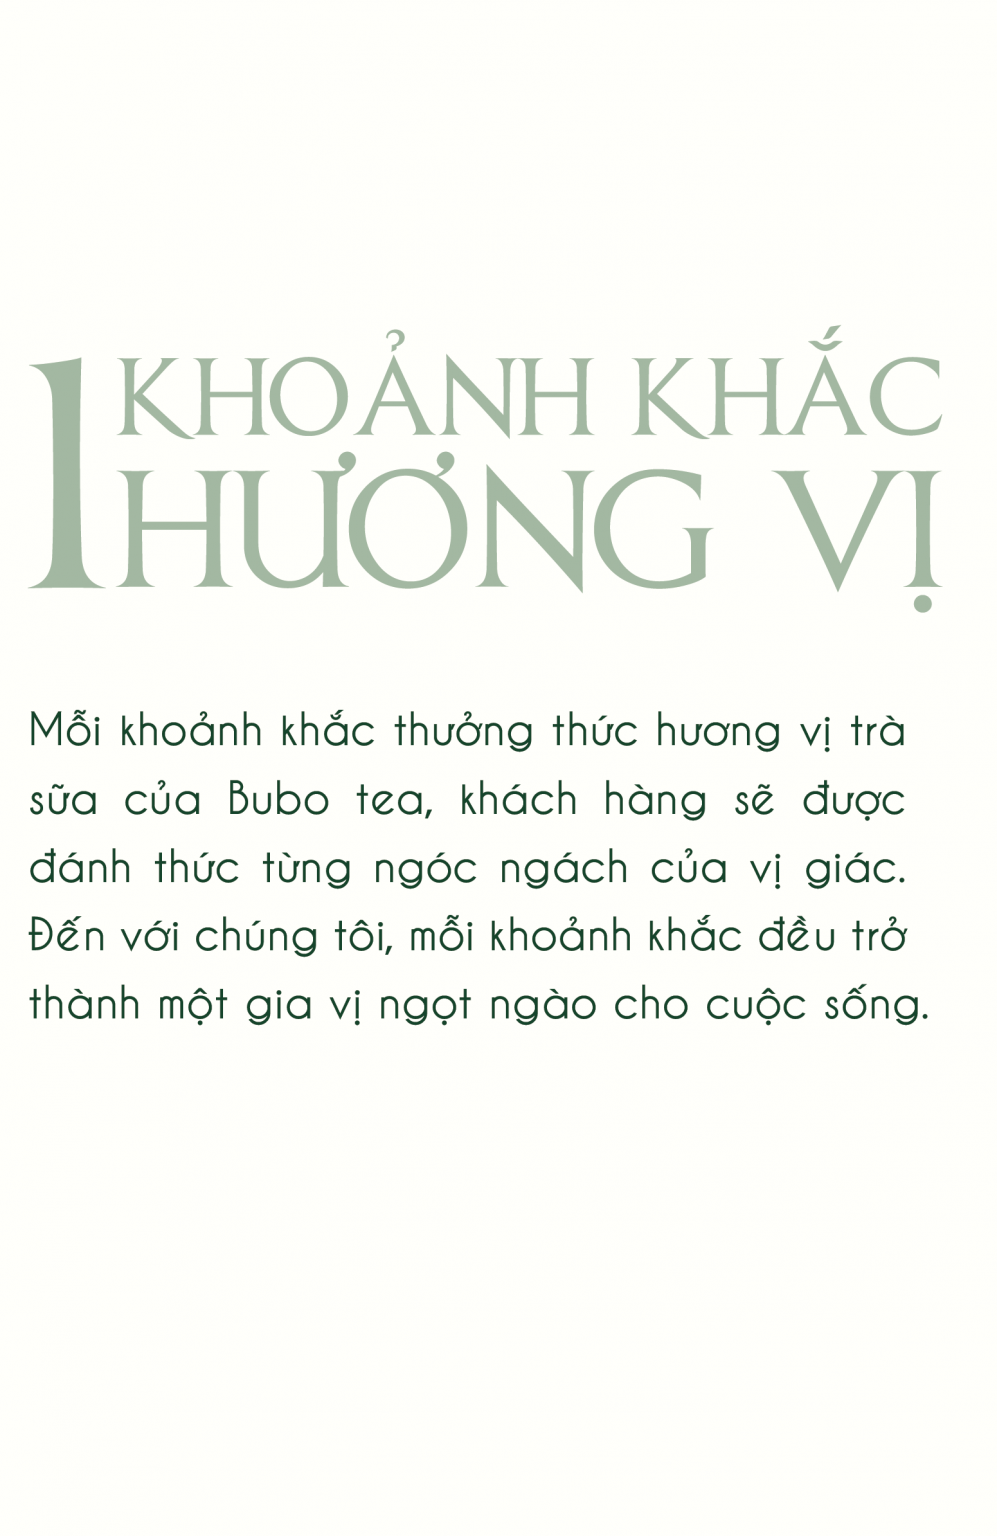 1 KHOẢNH KHẮC
HƯƠNG VỊ
Mỗi khoảnh khắc thưởng thức hương vị trà
sữa của Bubo tea, khách hàng sẽ được
đánh thức từng ngóc ngách của vị giác.
Đến với chúng tôi, mỗi khoảnh khắc đều trở
thành một gia vị ngọt ngào cho cuộc sống.